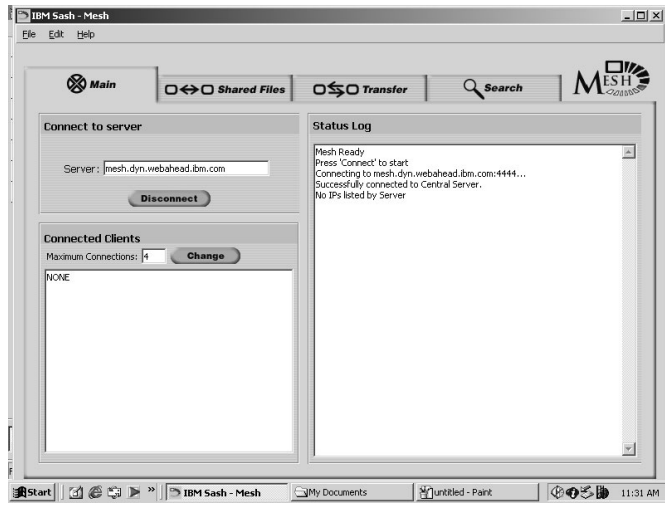 IBM Sash - Mesh
File Edit Help
Main
Shared Files
Transfer
Search
MESH
Connect to server
Server: mesh.dyn.webahead.ibm.com
Disconnect
Connected Clients
Maximum Connections: 4 Change
NONE
Status Log
Mesh Ready
Press 'Connect' to start
Connecting to mesh.dyn.webahead.ibm.com:4444...
Successfully connected to Central Server.
No IPs listed by Server
Start » IBM Sash - Mesh My Documents untitled - Paint 11:31 AM